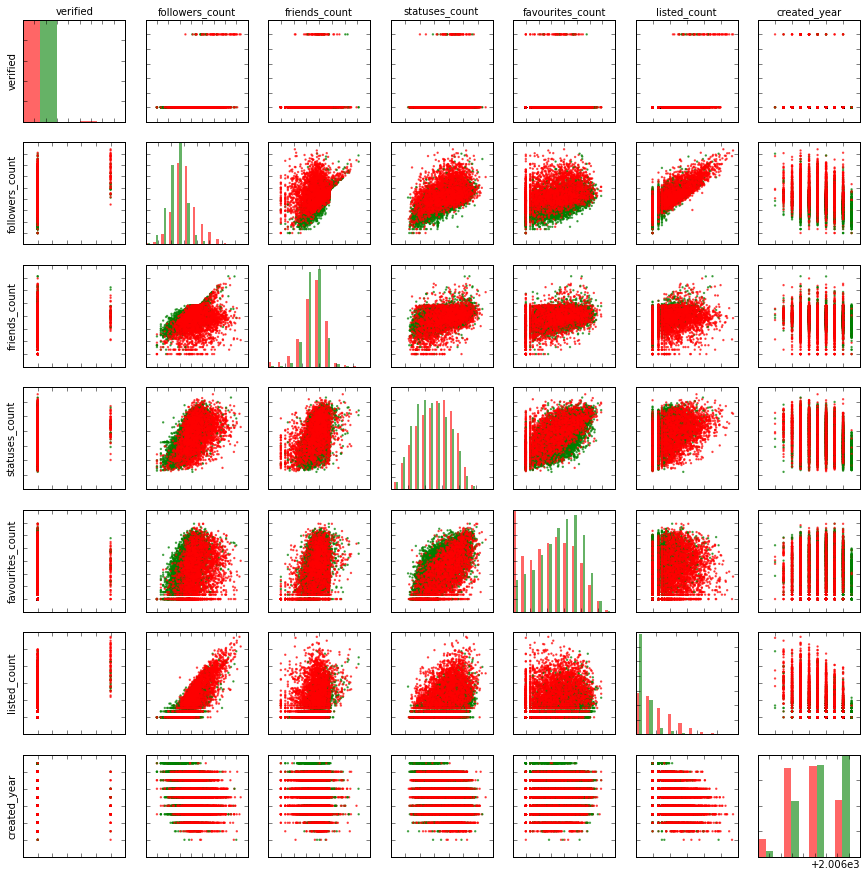 verified followers_count friends_count statuses_count favourites_count listed_count created_year
verified
followers_count
friends_count
statuses_count
favourites_count
listed_count
created_year
+2.006e3